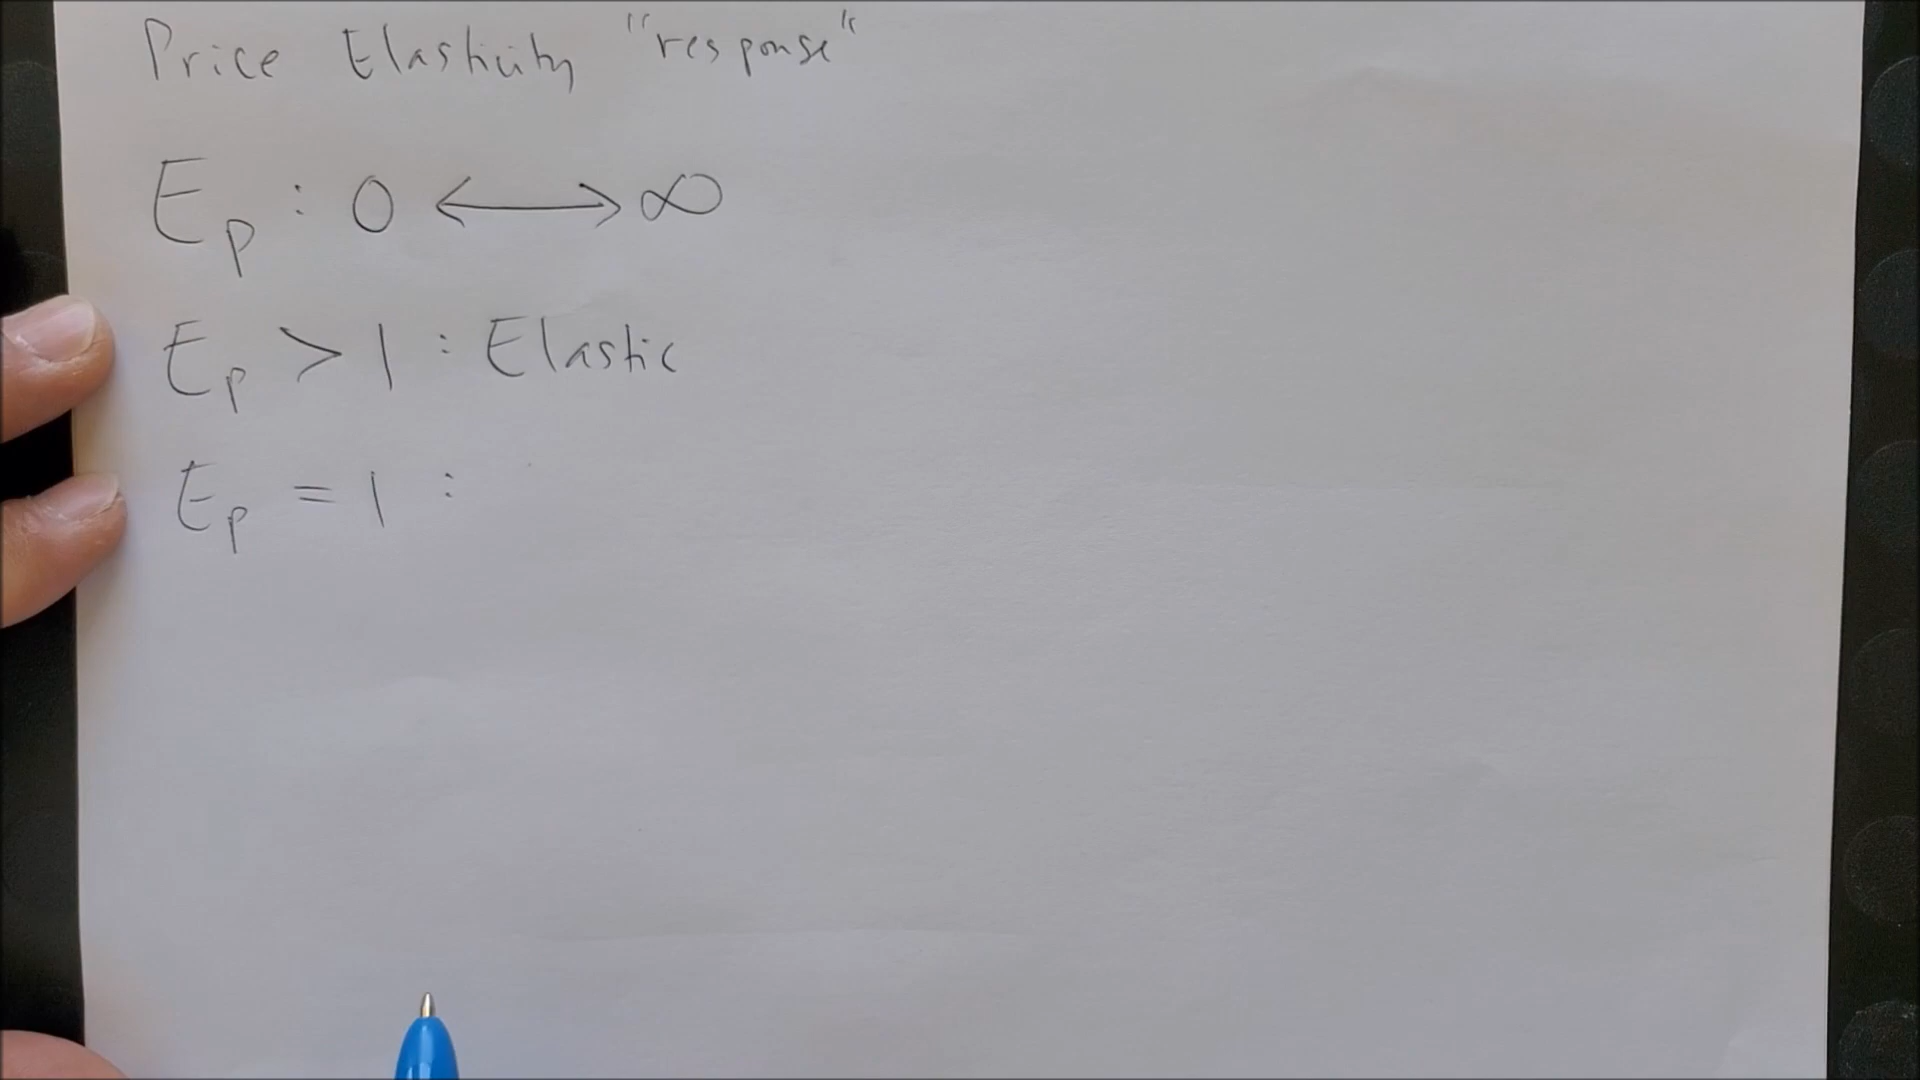 Price Elasticity "response"
Ep : 0 ↔ ∞
Ep > 1 : Elastic
Ep = 1 :